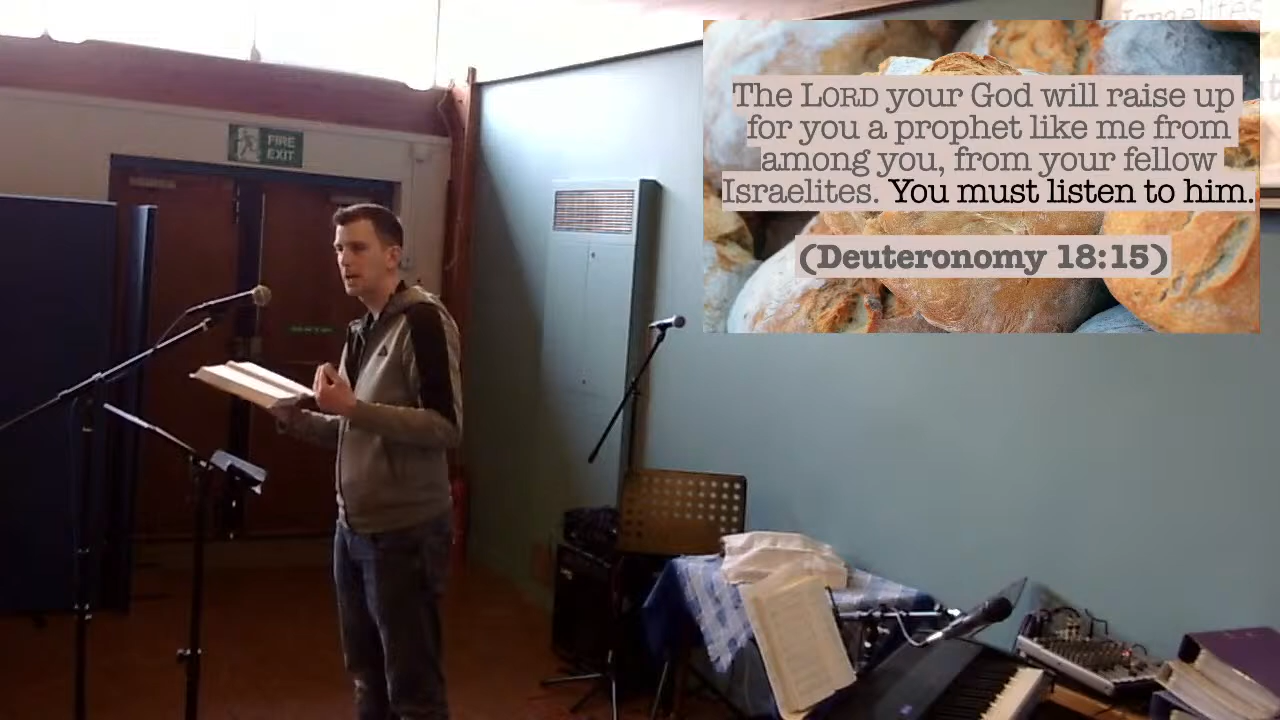 FIRE
EXIT
Israelites
The LORD your God will raise up
for you a prophet like me from
among you, from your fellow
Israelites. You must listen to him.
(Deuteronomy 18:15)